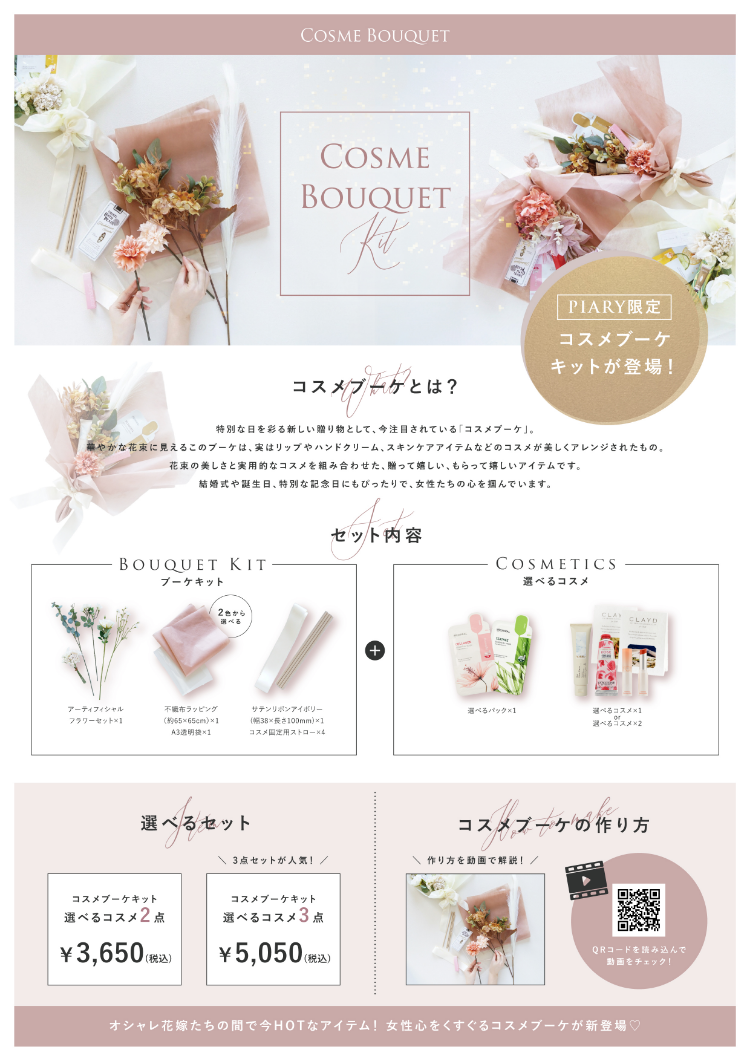 COSME BOUQUET
COSME
BOUQUET
Kit
PIARY限定
コスメブーケ
キットが登場！
What?
コスメブーケとは？
特別な日を彩る新しい贈り物として、今注目されている「コスメブーケ」。
華やかな花束に見えるこのブーケは、実はリップやハンドクリーム、スキンケアアイテムなどのコスメが美しくアレンジされたもの。
花束の美しさと実用的なコスメを組み合わせた、贈って嬉しい、もらって嬉しいアイテムです。
結婚式や誕生日、特別な記念日にもぴったりで、女性たちの心を掴んでいます。
Set
セット内容
BOUQUET KIT
ブーケキット
2色から
選べる
アーティフィシャル
フラワーセット×1
不織布ラッピング
（約65×65cm）×1
A3透明袋×1
サテンリボンアイボリー
（幅38×長さ100mm）×1
コスメ固定用ストロー×4
+
COSMETICS
選べるコスメ
CLAYD
選べるパック×1
選べるコスメ×1
or
選べるコスメ×2
Item
選べるセット
＼ 3点セットが人気！ ／
コスメブーケキット
選べるコスメ2点
￥3,650(税込)
コスメブーケキット
選べるコスメ3点
￥5,050(税込)
How to make
コスメブーケの作り方
＼ 作り方を動画で解説！ ／
QRコードを読み込んで
動画をチェック！
オシャレ花嫁たちの間で今HOTなアイテム！ 女性心をくすぐるコスメブーケが新登場♡